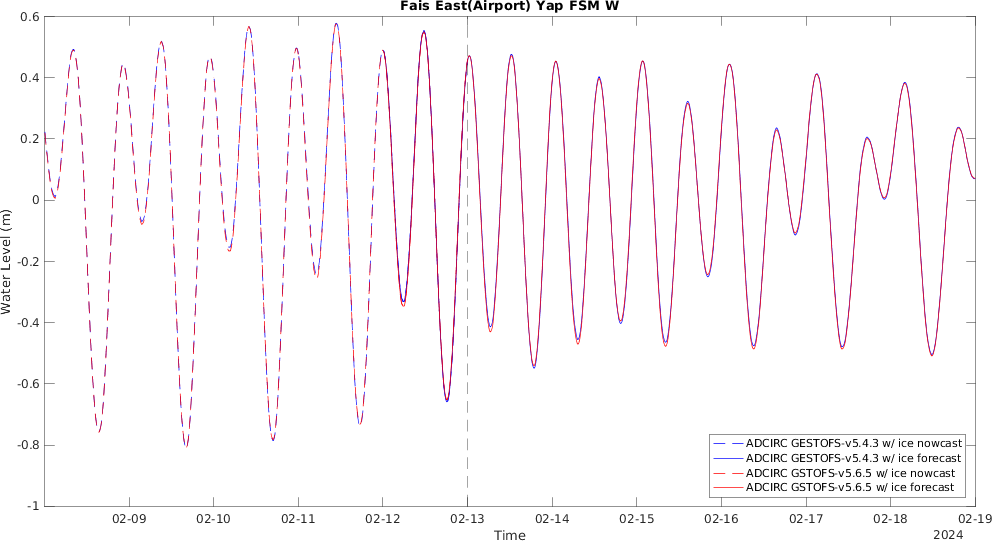 Fais East(Airport) Yap FSM W
Water Level (m)
0.6
0.4
0.2
0
-0.2
-0.4
-0.6
-0.8
-1
ADCIRC GESTOFS-v5.4.3 w/ ice nowcast
ADCIRC GESTOFS-v5.4.3 w/ ice forecast
ADCIRC GSTOFS-v5.6.5 w/ ice nowcast
ADCIRC GSTOFS-v5.6.5 w/ ice forecast
02-09 02-10 02-11 02-12 02-13 02-14 02-15 02-16 02-17 02-18 02-19
Time
2024